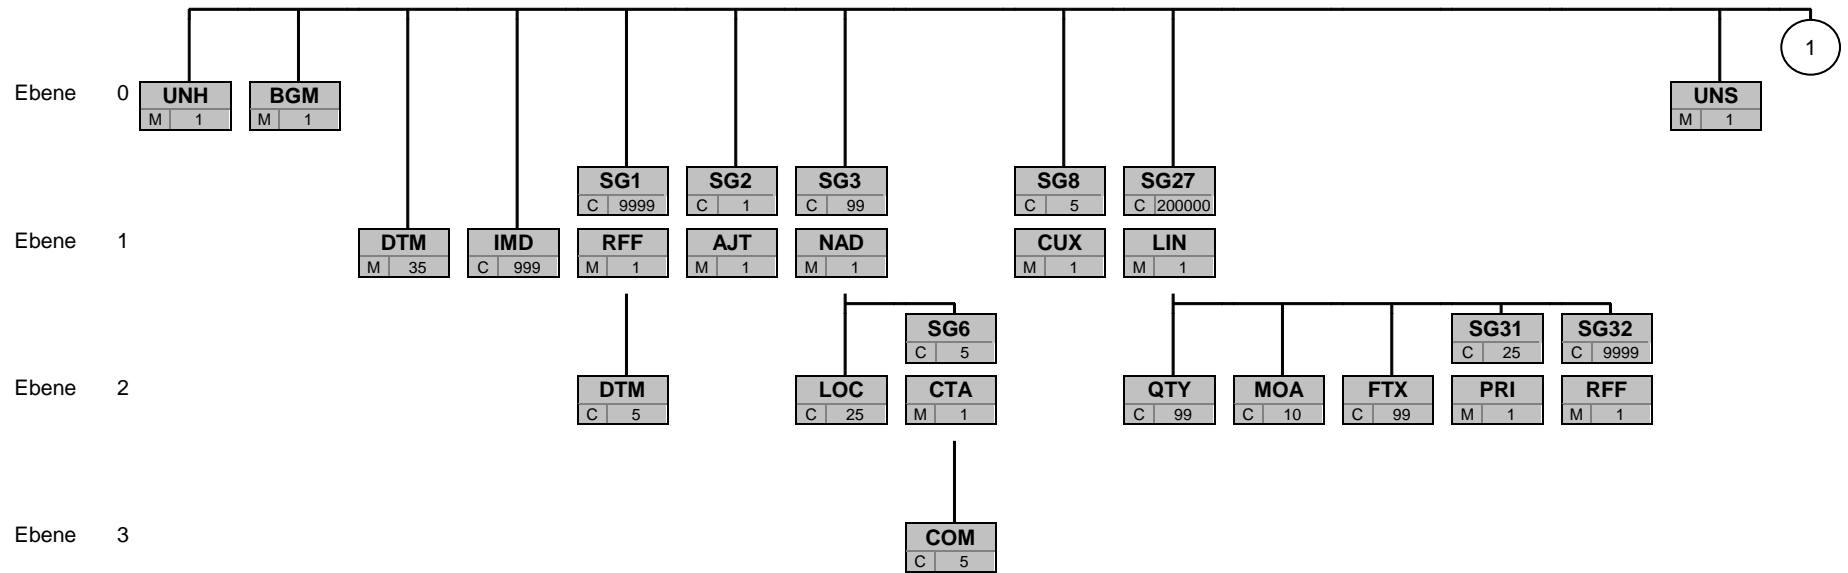 1
Ebene 0 UNH BGM UNS
M 1 M 1 M 1
SG1 SG2 SG3 SG8 SG27
C 9999 C 1 C 99 C 5 C 200000
Ebene 1 DTM IMD RFF AJT NAD CUX LIN
M 35 C 999 M 1 M 1 M 1 M 1 M 1
SG6 SG31 SG32
C 5 C 25 C 9999
Ebene 2 DTM LOC CTA QTY MOA FTX PRI RFF
C 5 C 25 M 1 C 99 C 10 C 99 M 1 M 1
Ebene 3 COM
C 5